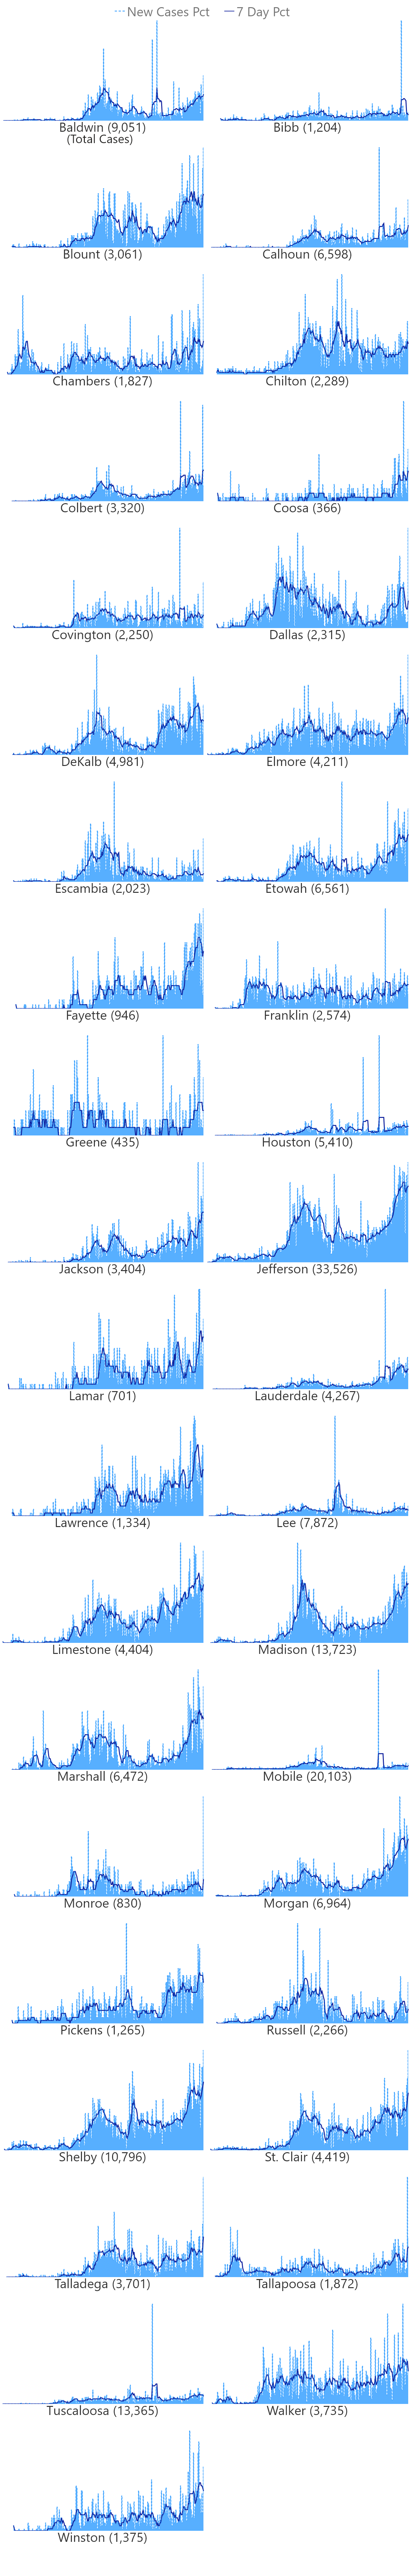 New Cases Pct 7 Day Pct
Baldwin (9,051) Bibb (1,204)
(Total Cases)
Blount (3,061) Calhoun (6,598)
Chambers (1,827) Chilton (2,289)
Colbert (3,320) Coosa (366)
Covington (2,250) Dallas (2,315)
DeKalb (4,981) Elmore (4,211)
Escambia (2,023) Etowah (6,561)
Fayette (946) Franklin (2,574)
Greene (435) Houston (5,410)
Jackson (3,404) Jefferson (33,526)
Lamar (701) Lauderdale (4,267)
Lawrence (1,334) Lee (7,872)
Limestone (4,404) Madison (13,723)
Marshall (6,472) Mobile (20,103)
Monroe (830) Morgan (6,964)
Pickens (1,265) Russell (2,266)
Shelby (10,796) St. Clair (4,419)
Talladega (3,701) Tallapoosa (1,872)
Tuscaloosa (13,365) Walker (3,735)
Winston (1,375)